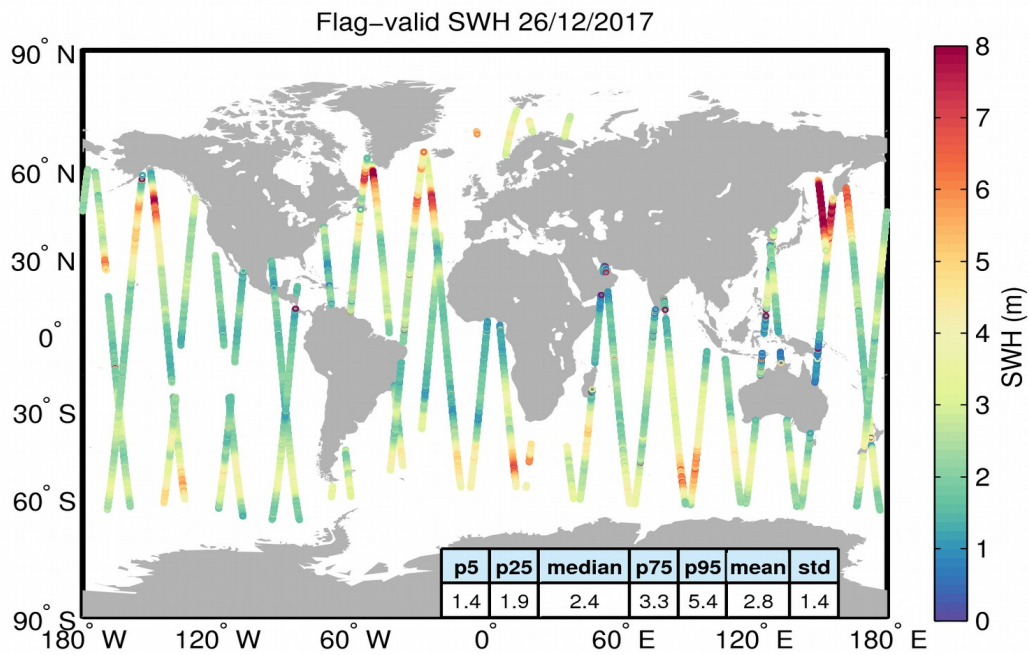 Flag−valid SWH 26/12/2017
90° N
60° N
30° N
0°
30° S
60° S
90° S
180° W
120° W
60° W
0°
60° E
120° E
180° E
p5 p25 median p75 p95 mean std
1.4 1.9 2.4 3.3 5.4 2.8 1.4
8
7
6
5
4
3
2
1
0
SWH (m)